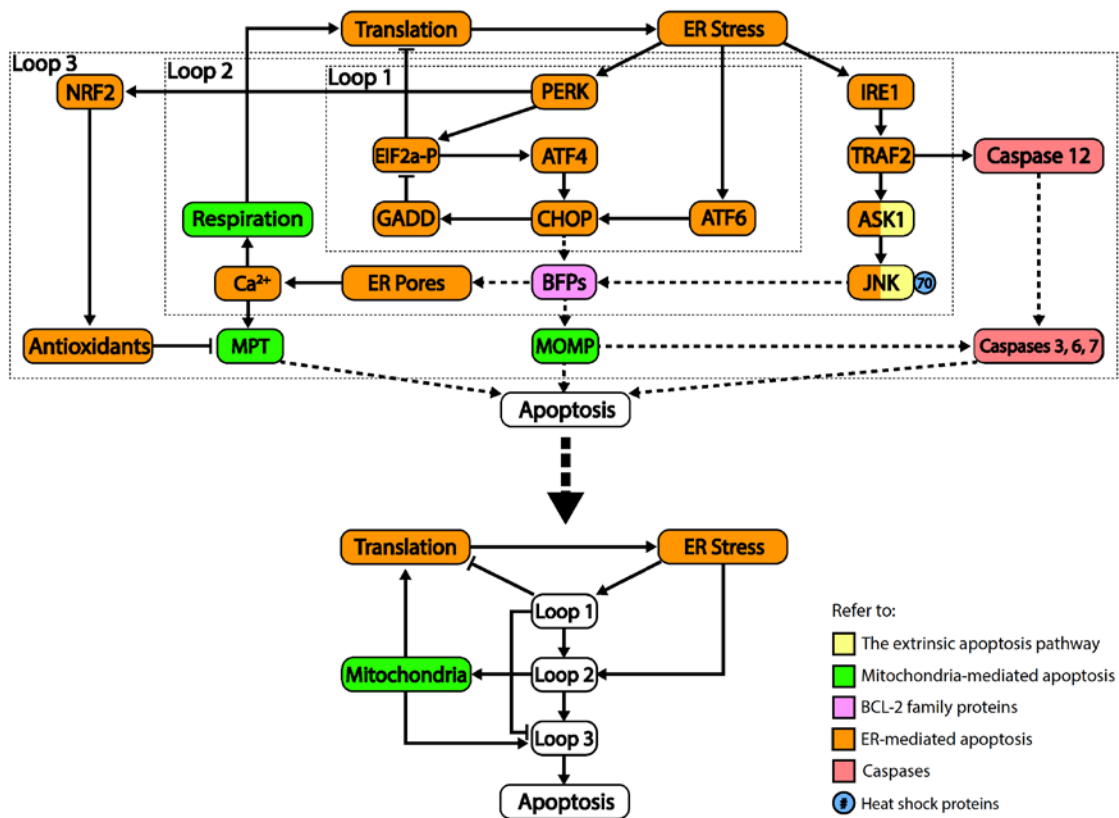 Translation
ER Stress
Loop 3
Loop 2
Loop 1
NRF2
PERK
IRE1
EIF2a-P
ATF4
TRAF2
Caspase 12
Respiration
GADD
CHOP
ATF6
ASK1
Ca²⁺
ER Pores
BFPs
JNK
70
Antioxidants
MPT
MOMP
Caspases 3, 6, 7
Apoptosis
Translation
ER Stress
Loop 1
Mitochondria
Loop 2
Loop 3
Apoptosis
Refer to:
The extrinsic apoptosis pathway
Mitochondria-mediated apoptosis
BCL-2 family proteins
ER-mediated apoptosis
Caspases
# Heat shock proteins